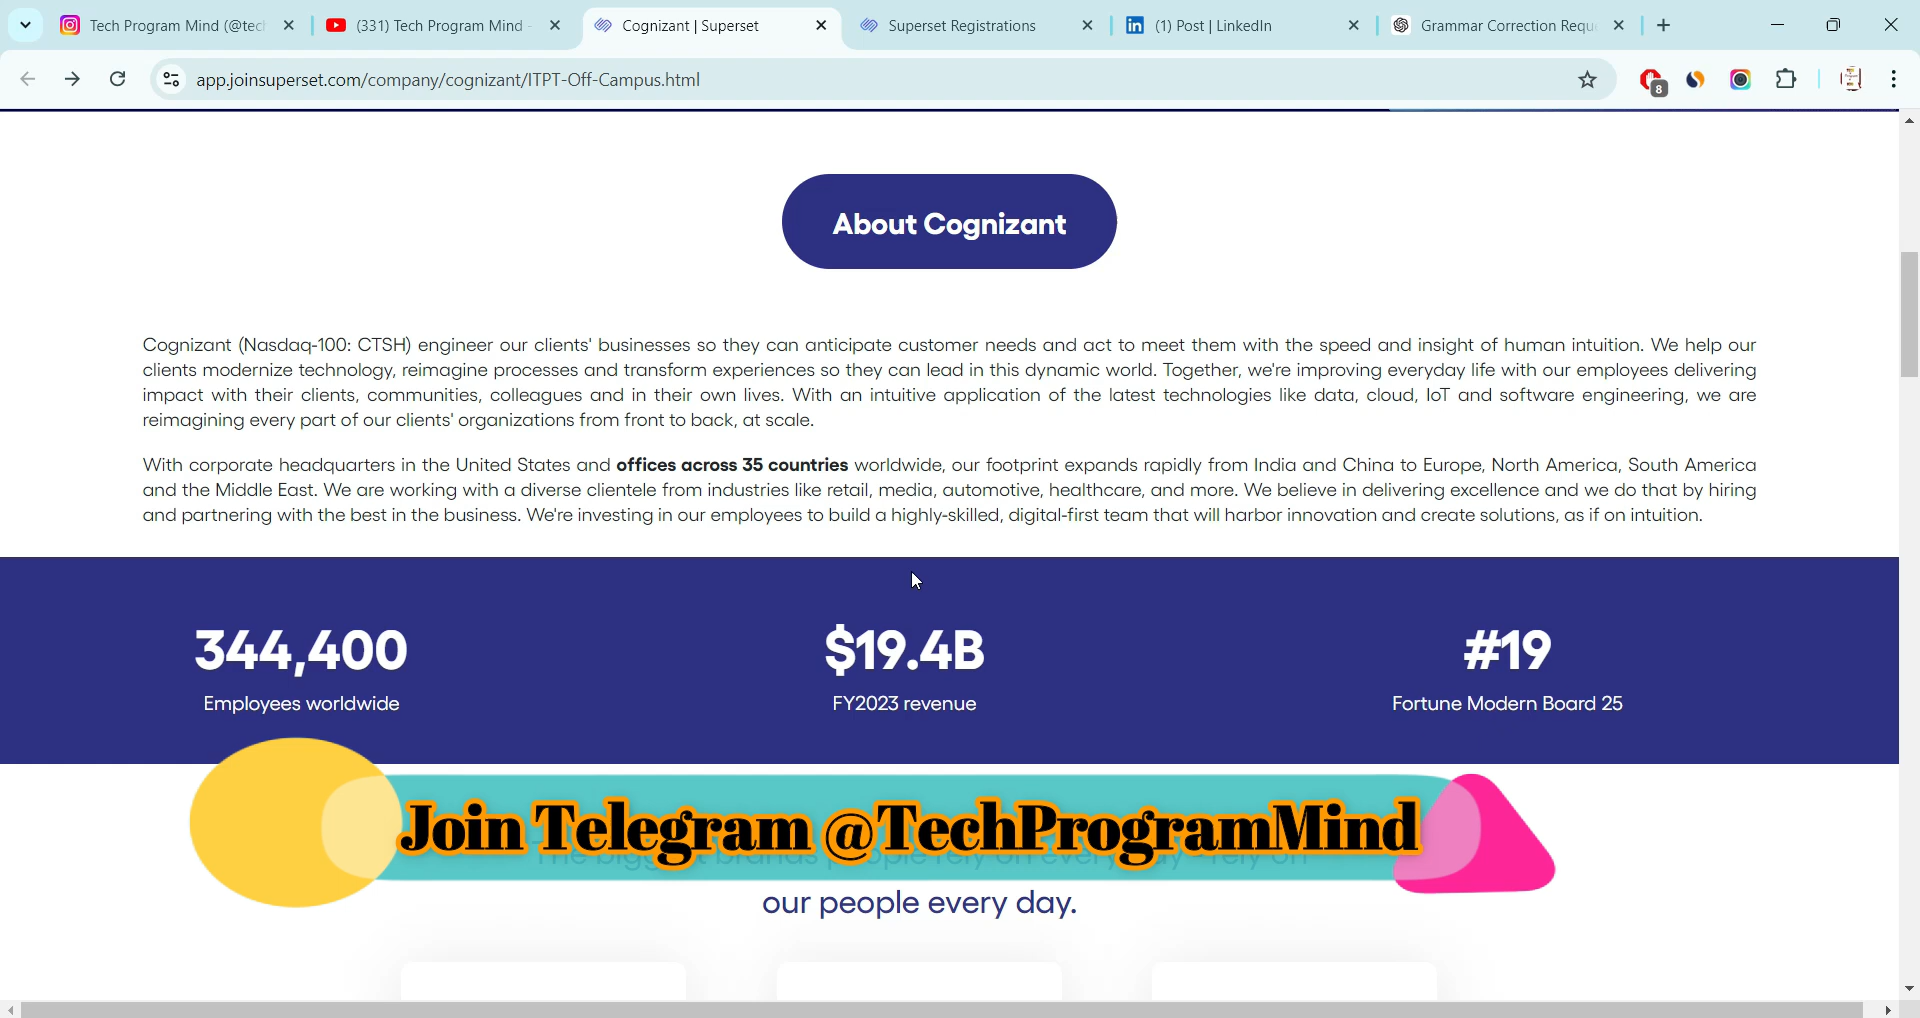 Tech Program Mind (@tec
(331) Tech Program Mind -
Cognizant | Superset
Superset Registrations
(1) Post | LinkedIn
Grammar Correction Requ
app.joinsuperset.com/company/cognizant/ITPT-Off-Campus.html
8
About Cognizant
Cognizant (Nasdaq-100: CTSH) engineer our clients' businesses so they can anticipate customer needs and act to meet them with the speed and insight of human intuition. We help our
clients modernize technology, reimagine processes and transform experiences so they can lead in this dynamic world. Together, we're improving everyday life with our employees delivering
impact with their clients, communities, colleagues and in their own lives. With an intuitive application of the latest technologies like data, cloud, IoT and software engineering, we are
reimagining every part of our clients' organizations from front to back, at scale.
With corporate headquarters in the United States and offices across 35 countries worldwide, our footprint expands rapidly from India and China to Europe, North America, South America
and the Middle East. We are working with a diverse clientele from industries like retail, media, automotive, healthcare, and more. We believe in delivering excellence and we do that by hiring
and partnering with the best in the business. We're investing in our employees to build a highly-skilled, digital-first team that will harbor innovation and create solutions, as if on intuition.
344,400
$19.4B
#19
Employees worldwide
FY2023 revenue
Fortune Modern Board 25
Join Telegram @TechProgramMind
The biggest brands people rely on every day rely on
our people every day.